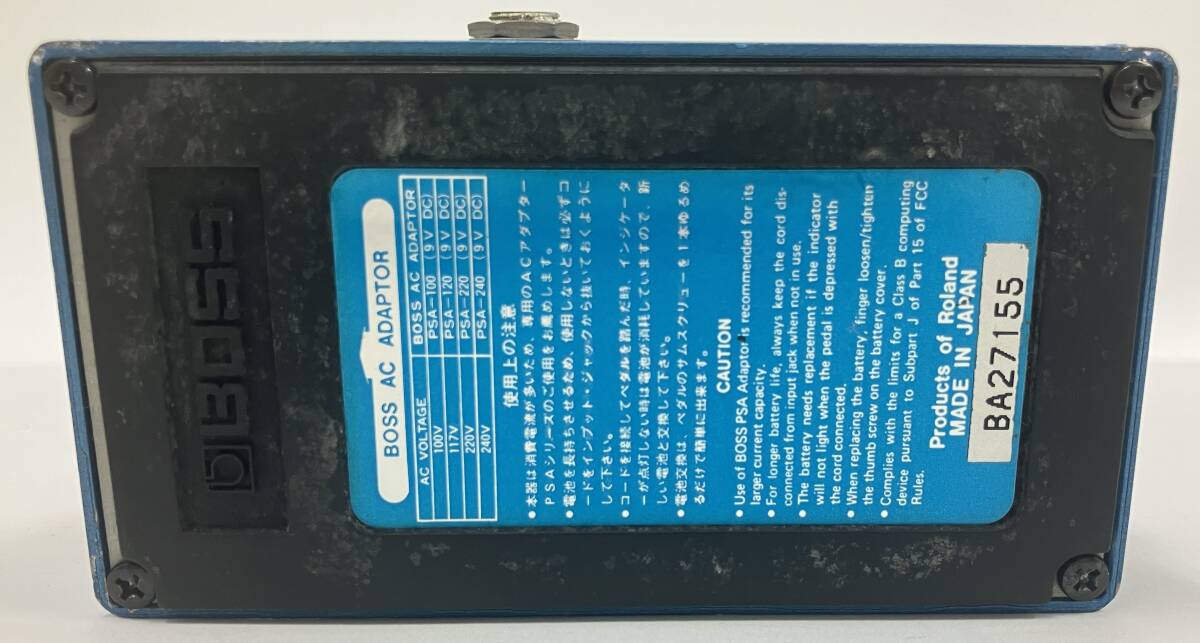 BOSS
BOSS AC ADAPTOR
AC VOLTAGE BOSS AC ADAPTOR
100V PSA-100 (9V DC)
117V PSA-120 (9V DC)
220V PSA-220 (9V DC)
240V PSA-240 (9V DC)
使用上の注意
●本器は消費電流が多いため、専用のACアダプター
PSAシリーズのご使用をお薦めします。
●電池を長持ちさせるため、使用しないときは必ずコ
ードをインプット・ジャックから抜いておくように
して下さい。
●コードを接続してペダルを踏んだ時、インジケータ
ーが点灯しない時は電池が消耗していますので、新
しい電池と交換して下さい。
●電池交換は、ペダルのサムスクリューを1本ゆるめ
るだけで簡単に出来ます。
CAUTION
● Use of BOSS PSA Adaptor is recommended for its
larger current capacity.
● For longer battery life, always keep the cord dis-
connected from input jack when not in use.
● The battery needs replacement if the indicator
will not light when the pedal is depressed with
the cord connected.
● When replacing the battery, finger loosen/tighten
the thumb screw on the battery cover.
● Complies with the limits for a Class B computing
device pursuant to Subpart J of Part 15 of FCC
Rules.
Products of Roland
MADE IN JAPAN
BA27155